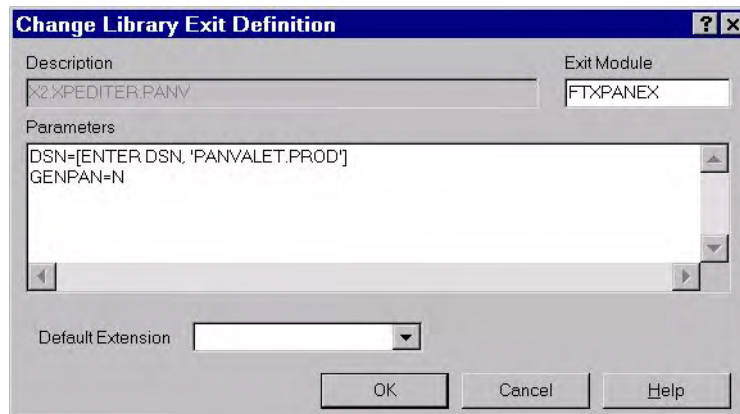 Change Library Exit Definition
Description
Exit Module
X2.XPEDITER.PANV
FTXPANEX
Parameters
DSN=[ENTER DSN, 'PANVALET.PROD']
GENPAN=N
Default Extension
OK
Cancel
Help